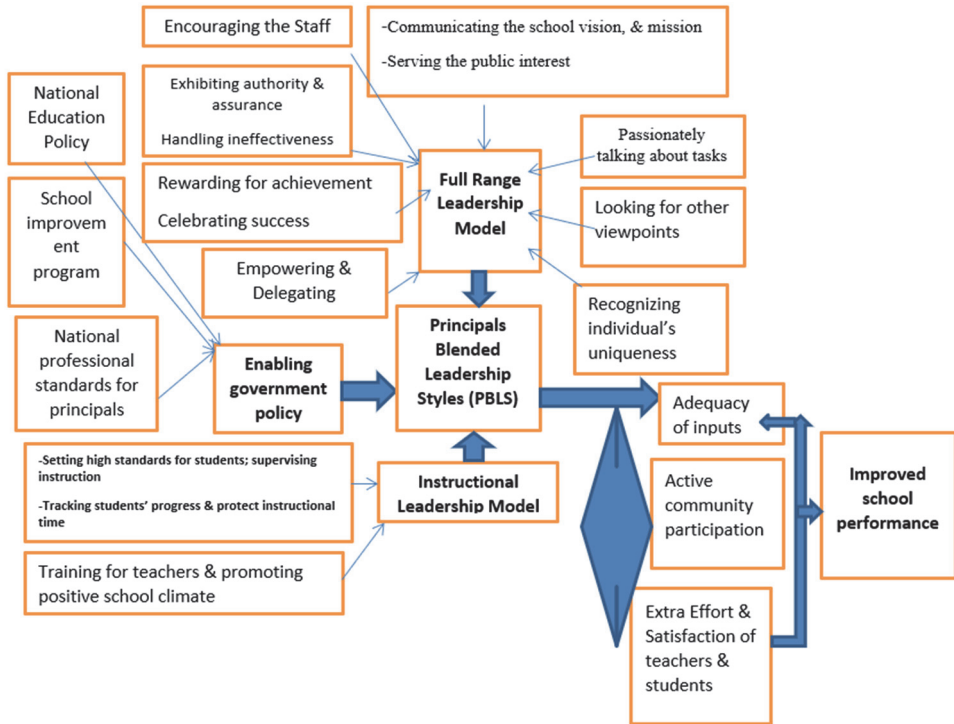 Encouraging the Staff
-Communicating the school vision, & mission
-Serving the public interest
National
Education
Policy
Exhibiting authority &
assurance
Handling ineffectiveness
Passionately
talking about tasks
Full Range
Leadership
Model
School
improvem
ent
program
Rewarding for achievement
Celebrating success
Looking for other
viewpoints
Empowering &
Delegating
Recognizing
individual's
uniqueness
National
professional
standards for
principals
Enabling
government
policy
Principals
Blended
Leadership
Styles (PBLS)
Adequacy
of inputs
-Setting high standards for students; supervising
instruction
-Tracking students' progress & protect instructional
time
Instructional
Leadership Model
Active
community
participation
Improved
school
performance
Training for teachers & promoting
positive school climate
Extra Effort &
Satisfaction of
teachers &
students